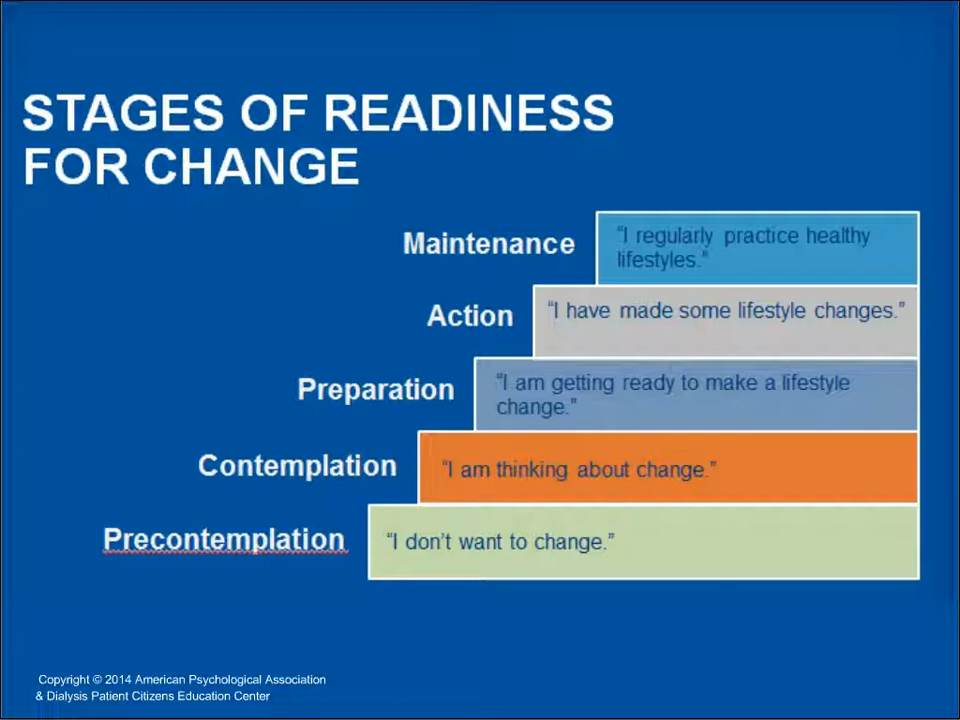 STAGES OF READINESS
FOR CHANGE
Maintenance
“I regularly practice healthy
lifestyles.”
Action
“I have made some lifestyle changes.”
Preparation
“I am getting ready to make a lifestyle
change.”
Contemplation
“I am thinking about change.”
Precontemplation
“I don’t want to change.”
Copyright © 2014 American Psychological Association
& Dialysis Patient Citizens Education Center